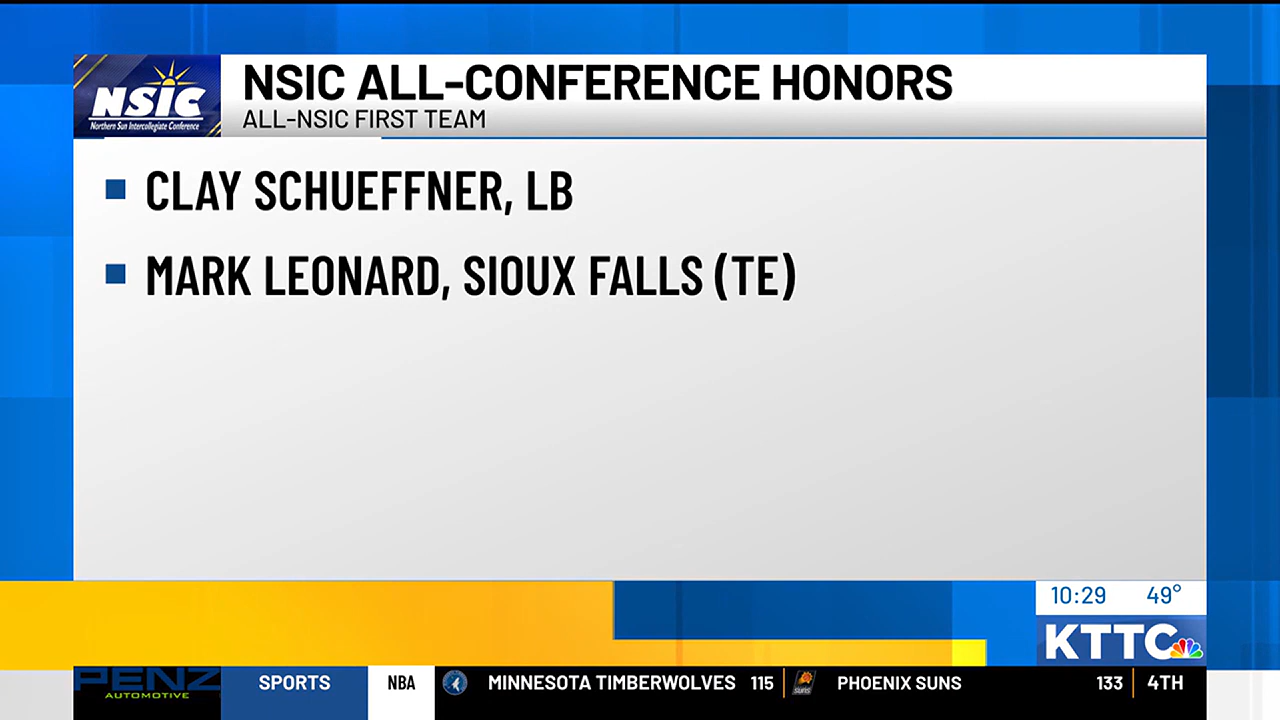 NSIC
Northern Sun Intercollegiate Conference
NSIC ALL-CONFERENCE HONORS
ALL-NSIC FIRST TEAM
CLAY SCHUEFFNER, LB
MARK LEONARD, SIOUX FALLS (TE)
10:29 49°
KTTC
PENZ
AUTOMOTIVE
SPORTS NBA MINNESOTA TIMBERWOLVES 115 SUNS PHOENIX SUNS 133 4TH